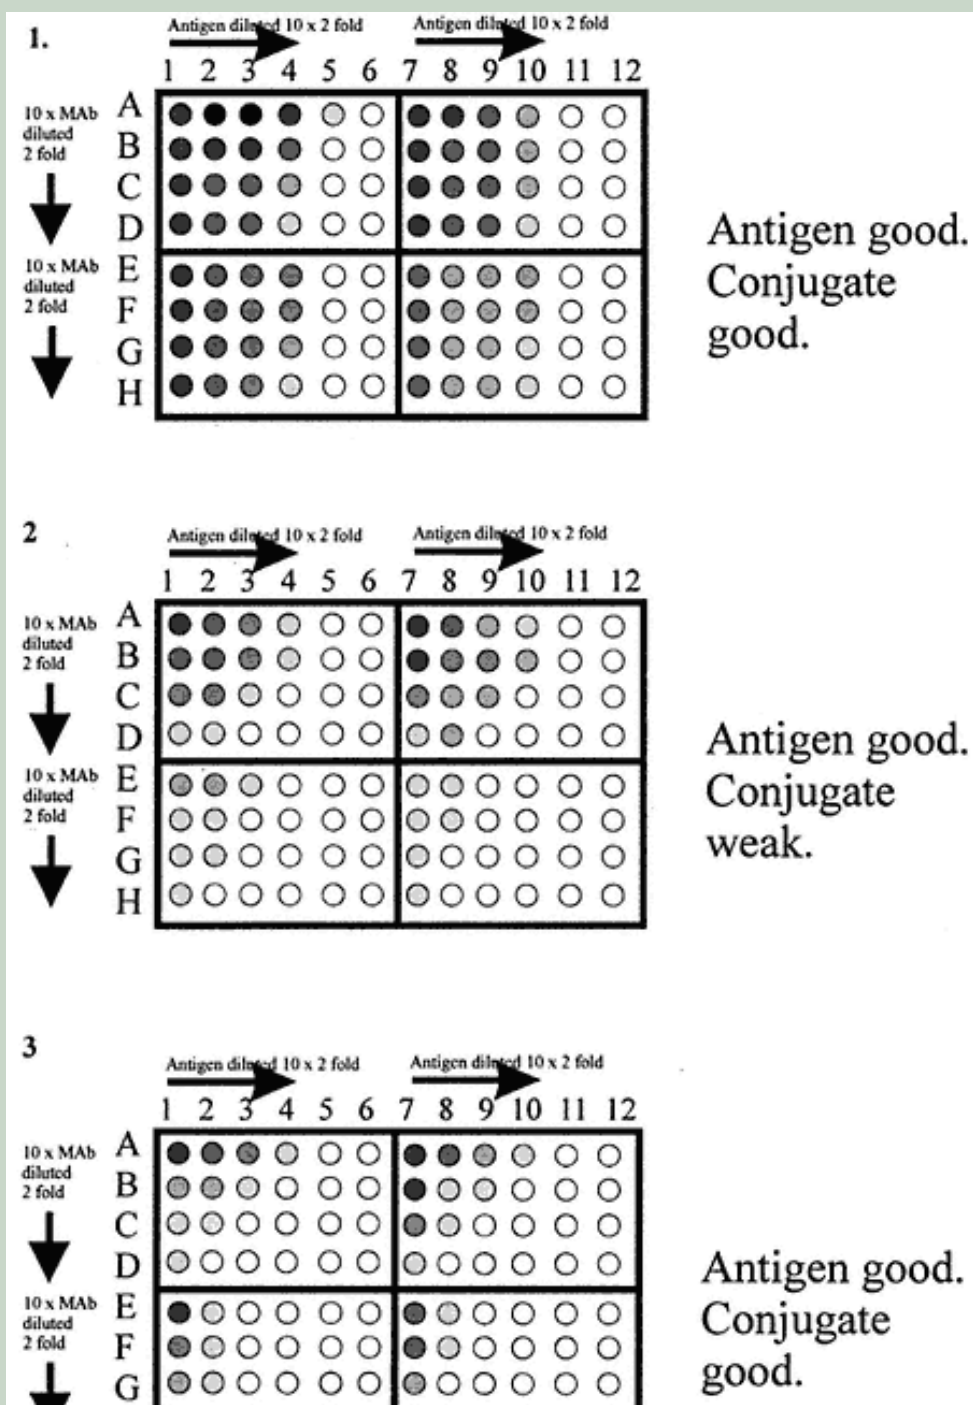 1.
Antigen diluted 10 x 2 fold Antigen diluted 10 x 2 fold
1 2 3 4 5 6 7 8 9 10 11 12
10 x MAb
diluted
2 fold
A
B
C
D
10 x MAb
diluted
2 fold
E
F
G
H
Antigen good.
Conjugate
good.
2
Antigen diluted 10 x 2 fold Antigen diluted 10 x 2 fold
1 2 3 4 5 6 7 8 9 10 11 12
10 x MAb
diluted
2 fold
A
B
C
D
10 x MAb
diluted
2 fold
E
F
G
H
Antigen good.
Conjugate
weak.
3
Antigen diluted 10 x 2 fold Antigen diluted 10 x 2 fold
1 2 3 4 5 6 7 8 9 10 11 12
10 x MAb
diluted
2 fold
A
B
C
D
10 x MAb
diluted
2 fold
E
F
G
Antigen good.
Conjugate
good.